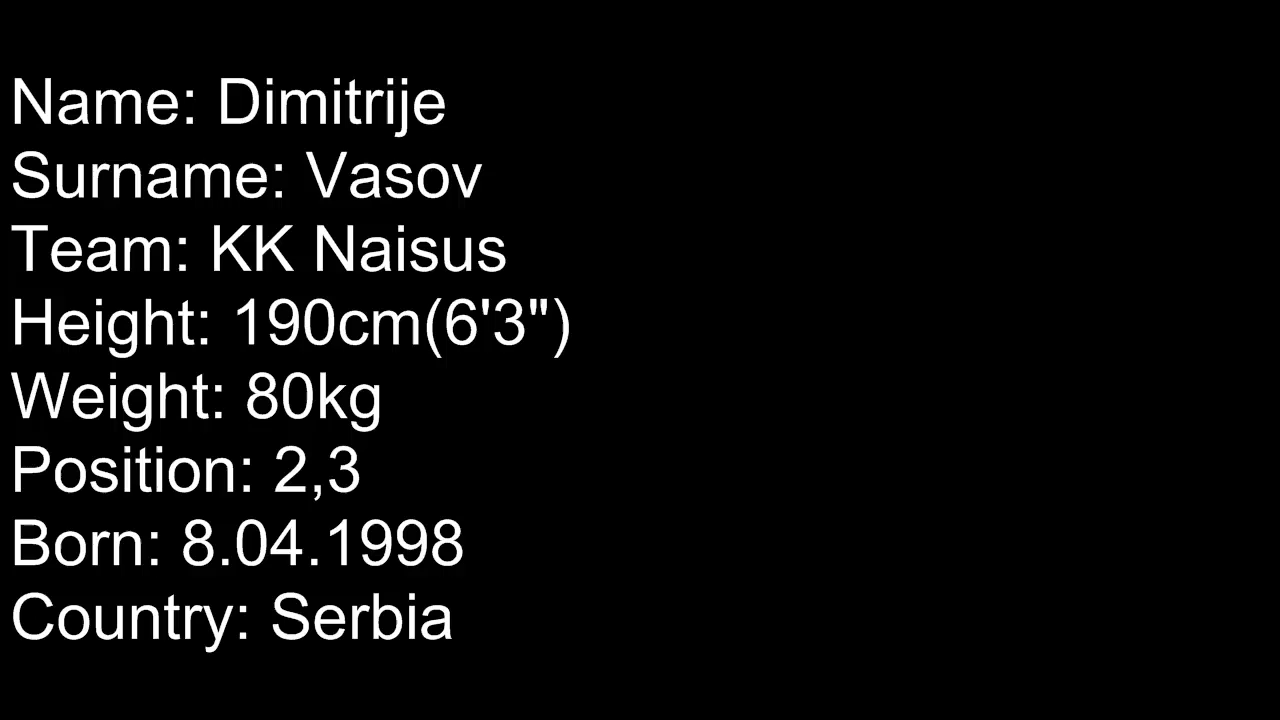 Name: Dimitrije
Surname: Vasov
Team: KK Naisus
Height: 190cm(6'3")
Weight: 80kg
Position: 2,3
Born: 8.04.1998
Country: Serbia